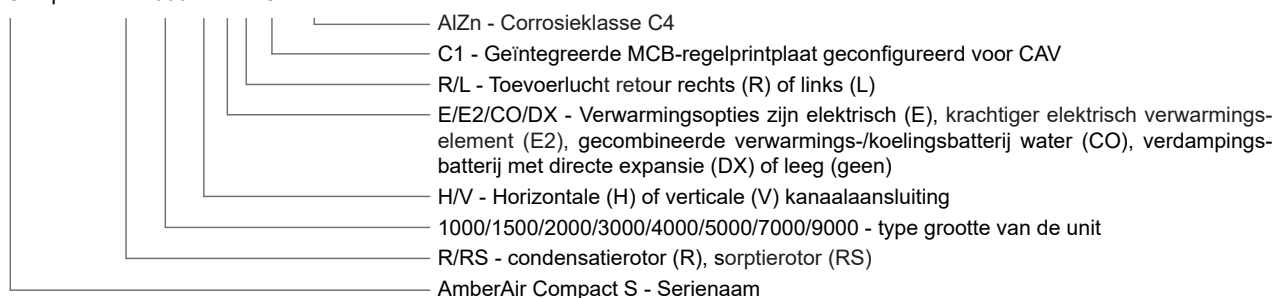 AlZn - Corrosieklasse C4
C1 - Geïntegreerde MCB-regelprintplaat geconfigureerd voor CAV
R/L - Toevoerlucht retour rechts (R) of links (L)
E/E2/CO/DX - Verwarmingsopties zijn elektrisch (E), krachtiger elektrisch verwarmings-
element (E2), gecombineerde verwarmings-/koelingsbatterij water (CO), verdampings-
batterij met directe expansie (DX) of leeg (geen)
H/V - Horizontale (H) of verticale (V) kanaalaansluiting
1000/1500/2000/3000/4000/5000/7000/9000 - type grootte van de unit
R/RS - condensatierotor (R), sorptierotor (RS)
AmberAir Compact S - Serienaam